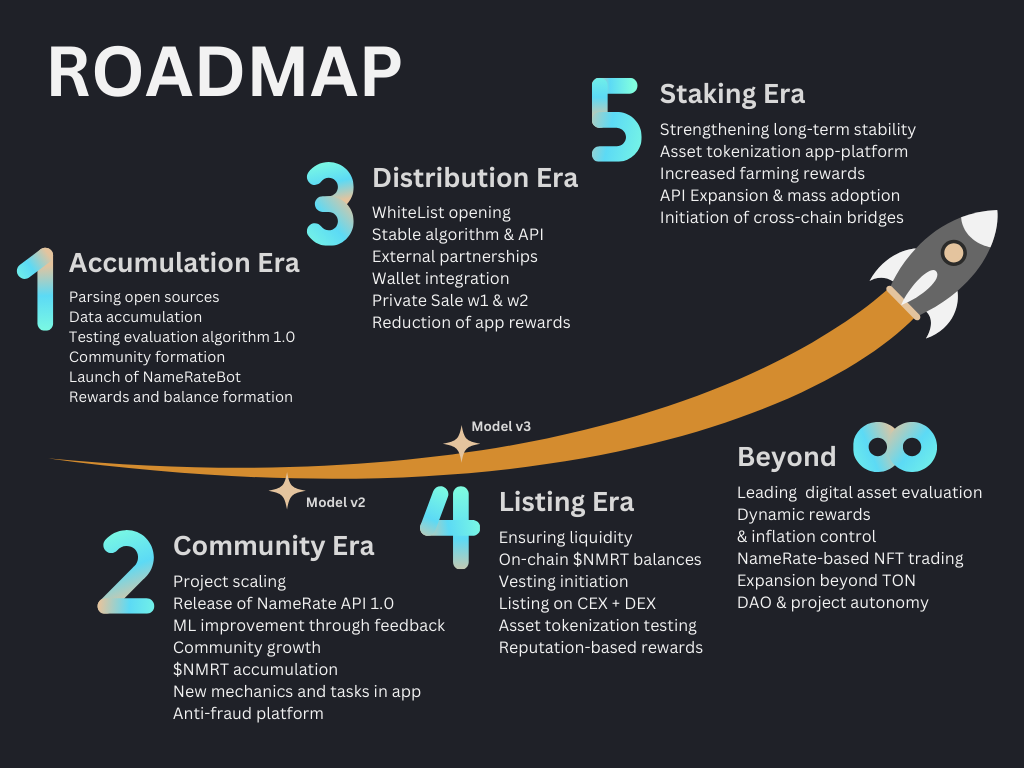 ROADMAP
1
Accumulation Era
Parsing open sources
Data accumulation
Testing evaluation algorithm 1.0
Community formation
Launch of NameRateBot
Rewards and balance formation
2
Community Era
Project scaling
Release of NameRate API 1.0
ML improvement through feedback
Community growth
$NMRT accumulation
New mechanics and tasks in app
Anti-fraud platform
Model v2
3
Distribution Era
WhiteList opening
Stable algorithm & API
External partnerships
Wallet integration
Private Sale w1 & w2
Reduction of app rewards
Model v3
4
Listing Era
Ensuring liquidity
On-chain $NMRT balances
Vesting initiation
Listing on CEX + DEX
Asset tokenization testing
Reputation-based rewards
5
Staking Era
Strengthening long-term stability
Asset tokenization app-platform
Increased farming rewards
API Expansion & mass adoption
Initiation of cross-chain bridges
Beyond ∞
Leading  digital asset evaluation
Dynamic rewards
& inflation control
NameRate-based NFT trading
Expansion beyond TON
DAO & project autonomy